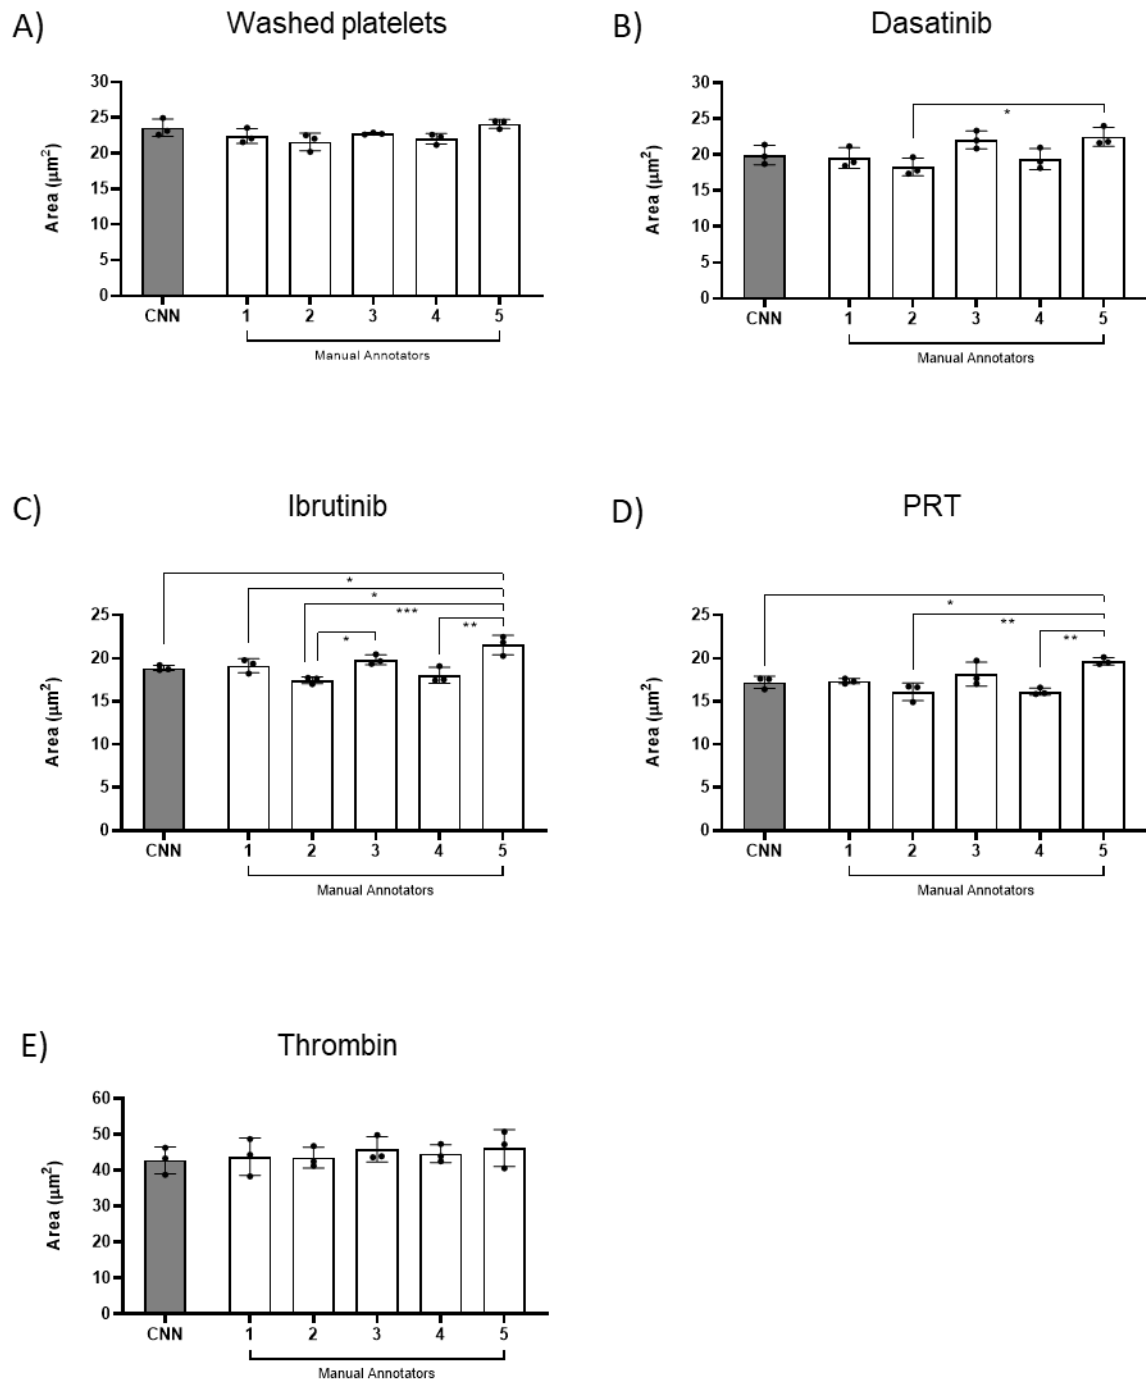 A)
Washed platelets
30
25
20
15
10
5
0
Area (μm²)
CNN 1 2 3 4 5
Manual Annotators
B)
Dasatinib
*
30
25
20
15
10
5
0
Area (μm²)
CNN 1 2 3 4 5
Manual Annotators
C)
Ibrutinib
*
*
***
**
*
25
20
15
10
5
0
Area (μm²)
CNN 1 2 3 4 5
Manual Annotators
D)
PRT
*
**
**
25
20
15
10
5
0
Area (μm²)
CNN 1 2 3 4 5
Manual Annotators
E)
Thrombin
60
50
40
30
20
10
0
Area (μm²)
CNN 1 2 3 4 5
Manual Annotators